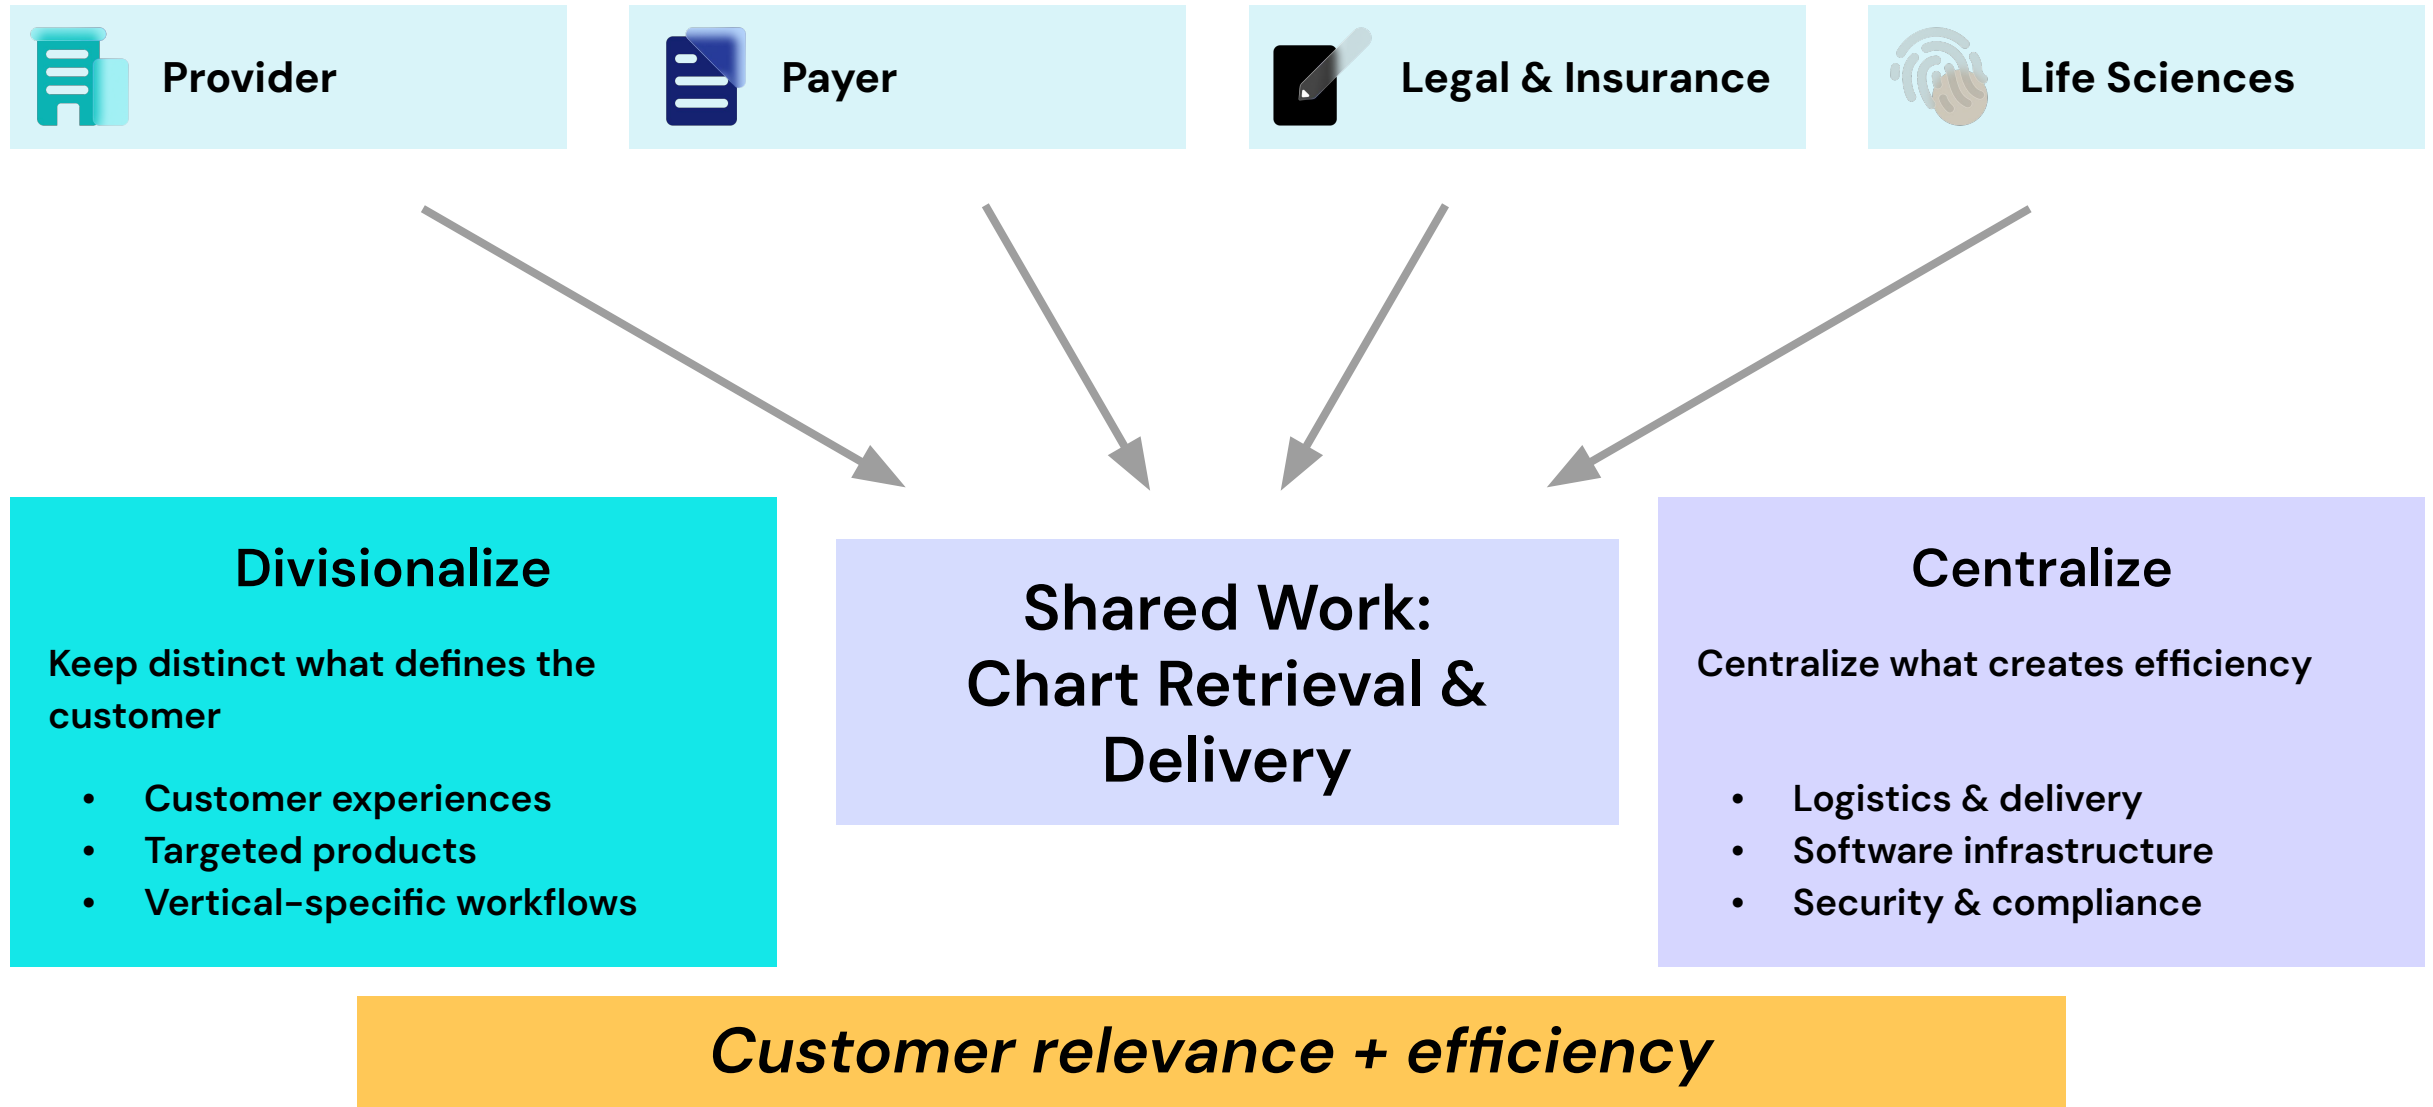 Provider
Payer
Legal & Insurance
Life Sciences
Divisionalize
Keep distinct what defines the
customer
• Customer experiences
• Targeted products
• Vertical-specific workflows
Shared Work:
Chart Retrieval &
Delivery
Centralize
Centralize what creates efficiency
• Logistics & delivery
• Software infrastructure
• Security & compliance
Customer relevance + efficiency